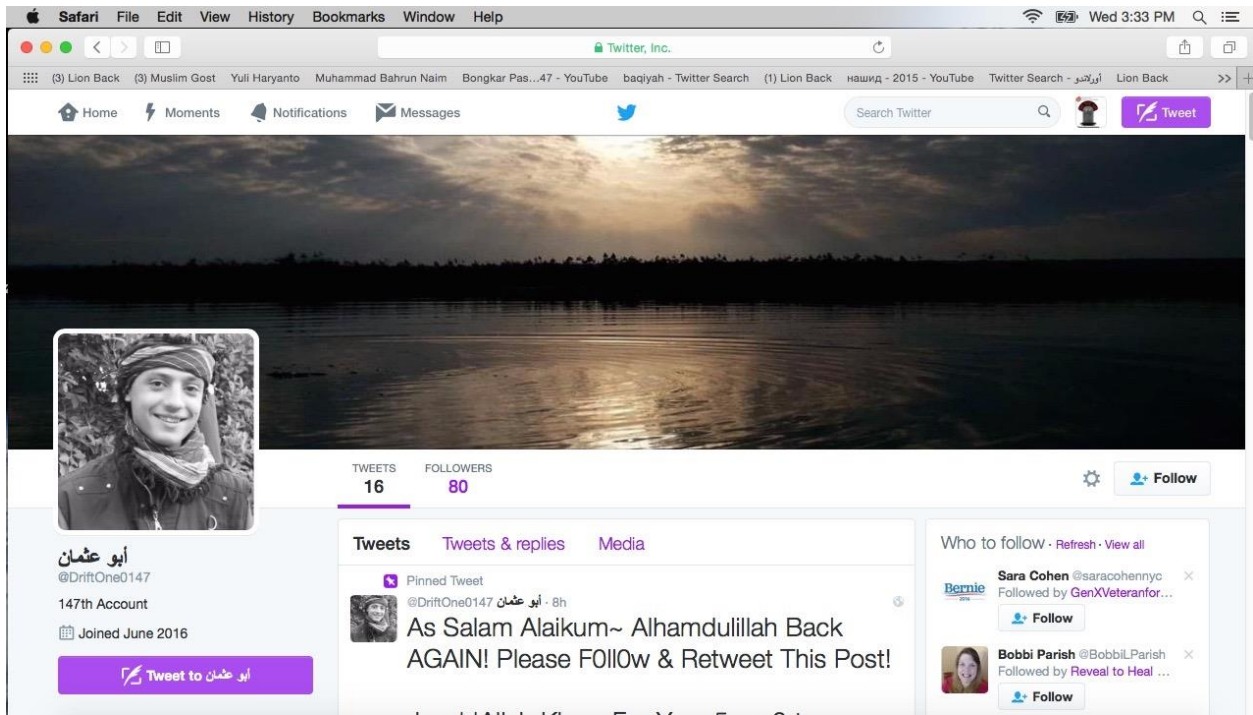 Safari File Edit View History Bookmarks Window Help Wed 3:33 PM
Twitter, Inc.
(3) Lion Back (3) Muslim Gost Yuli Haryanto Muhammad Bahrun Naim Bongkar Pas...47 - YouTube baqiyah - Twitter Search (1) Lion Back нашид - 2015 - YouTube Twitter Search - أورلاندو Lion Back >>
Home Moments Notifications Messages Search Twitter Tweet
TWEETS FOLLOWERS
16 80
Follow
أبو عثمان
@DriftOne0147
147th Account
Joined June 2016
Tweet to أبو عثمان
Tweets Tweets & replies Media
Pinned Tweet
@DriftOne0147 أبو عثمان · 8h
As Salam Alaikum~ Alhamdulillah Back
AGAIN! Please F0ll0w & Retweet This Post!
Who to follow · Refresh · View all
Bernie
Sara Cohen @saracohennyc
Followed by GenXVeteranfor...
Follow
Bobbi Parish @BobbiLParish
Followed by Reveal to Heal ...
Follow